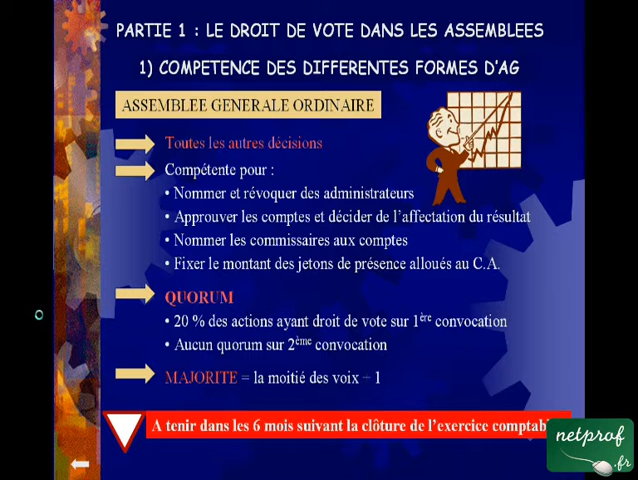 PARTIE 1 : LE DROIT DE VOTE DANS LES ASSEMBLEES
1) COMPETENCE DES DIFFERENTES FORMES D'AG
ASSEMBLEE GENERALE ORDINAIRE
Toutes les autres décisions
Compétente pour :
• Nommer et révoquer des administrateurs
• Approuver les comptes et décider de l'affectation du résultat
• Nommer les commissaires aux comptes
• Fixer le montant des jetons de présence alloués au C.A.
QUORUM
• 20 % des actions ayant droit de vote sur 1ère convocation
• Aucun quorum sur 2ème convocation
MAJORITE = la moitié des voix + 1
A tenir dans les 6 mois suivant la clôture de l'exercice
netprof
.fr